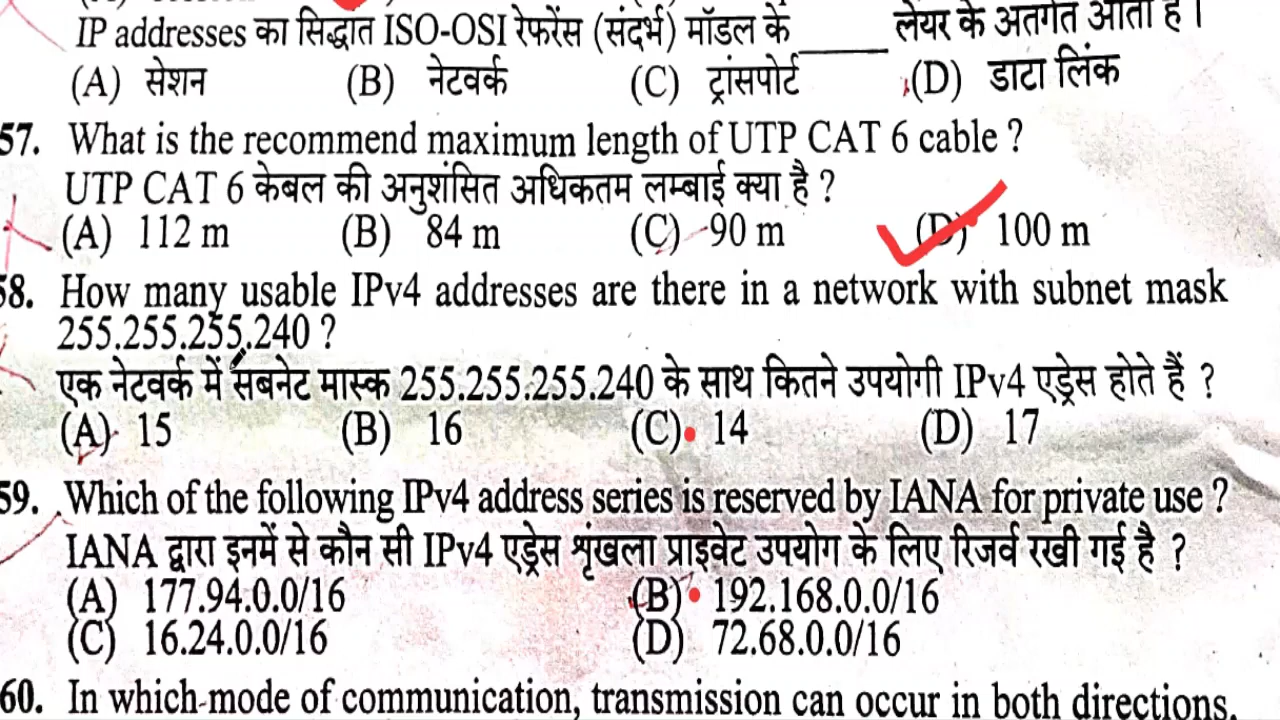 IP addresses का सिद्धांत ISO-OSI रेफरेंस (संदर्भ) मॉडल के _____ लेयर के अंतर्गत आता है।
(A) सेशन (B) नेटवर्क (C) ट्रांसपोर्ट (D) डाटा लिंक
57. What is the recommend maximum length of UTP CAT 6 cable ?
UTP CAT 6 केबल की अनुशंसित अधिकतम लम्बाई क्या है ?
(A) 112 m (B) 84 m (C) 90 m (D) 100 m
58. How many usable IPv4 addresses are there in a network with subnet mask
255.255.255.240 ?
एक नेटवर्क में सबनेट मास्क 255.255.255.240 के साथ कितने उपयोगी IPv4 एड्रेस होते हैं ?
(A) 15 (B) 16 (C) 14 (D) 17
59. Which of the following IPv4 address series is reserved by IANA for private use ?
IANA द्वारा इनमें से कौन सी IPv4 एड्रेस शृंखला प्राइवेट उपयोग के लिए रिजर्व रखी गई है ?
(A) 177.94.0.0/16 (B) 192.168.0.0/16
(C) 16.24.0.0/16 (D) 72.68.0.0/16
60. In which mode of communication, transmission can occur in both directions,